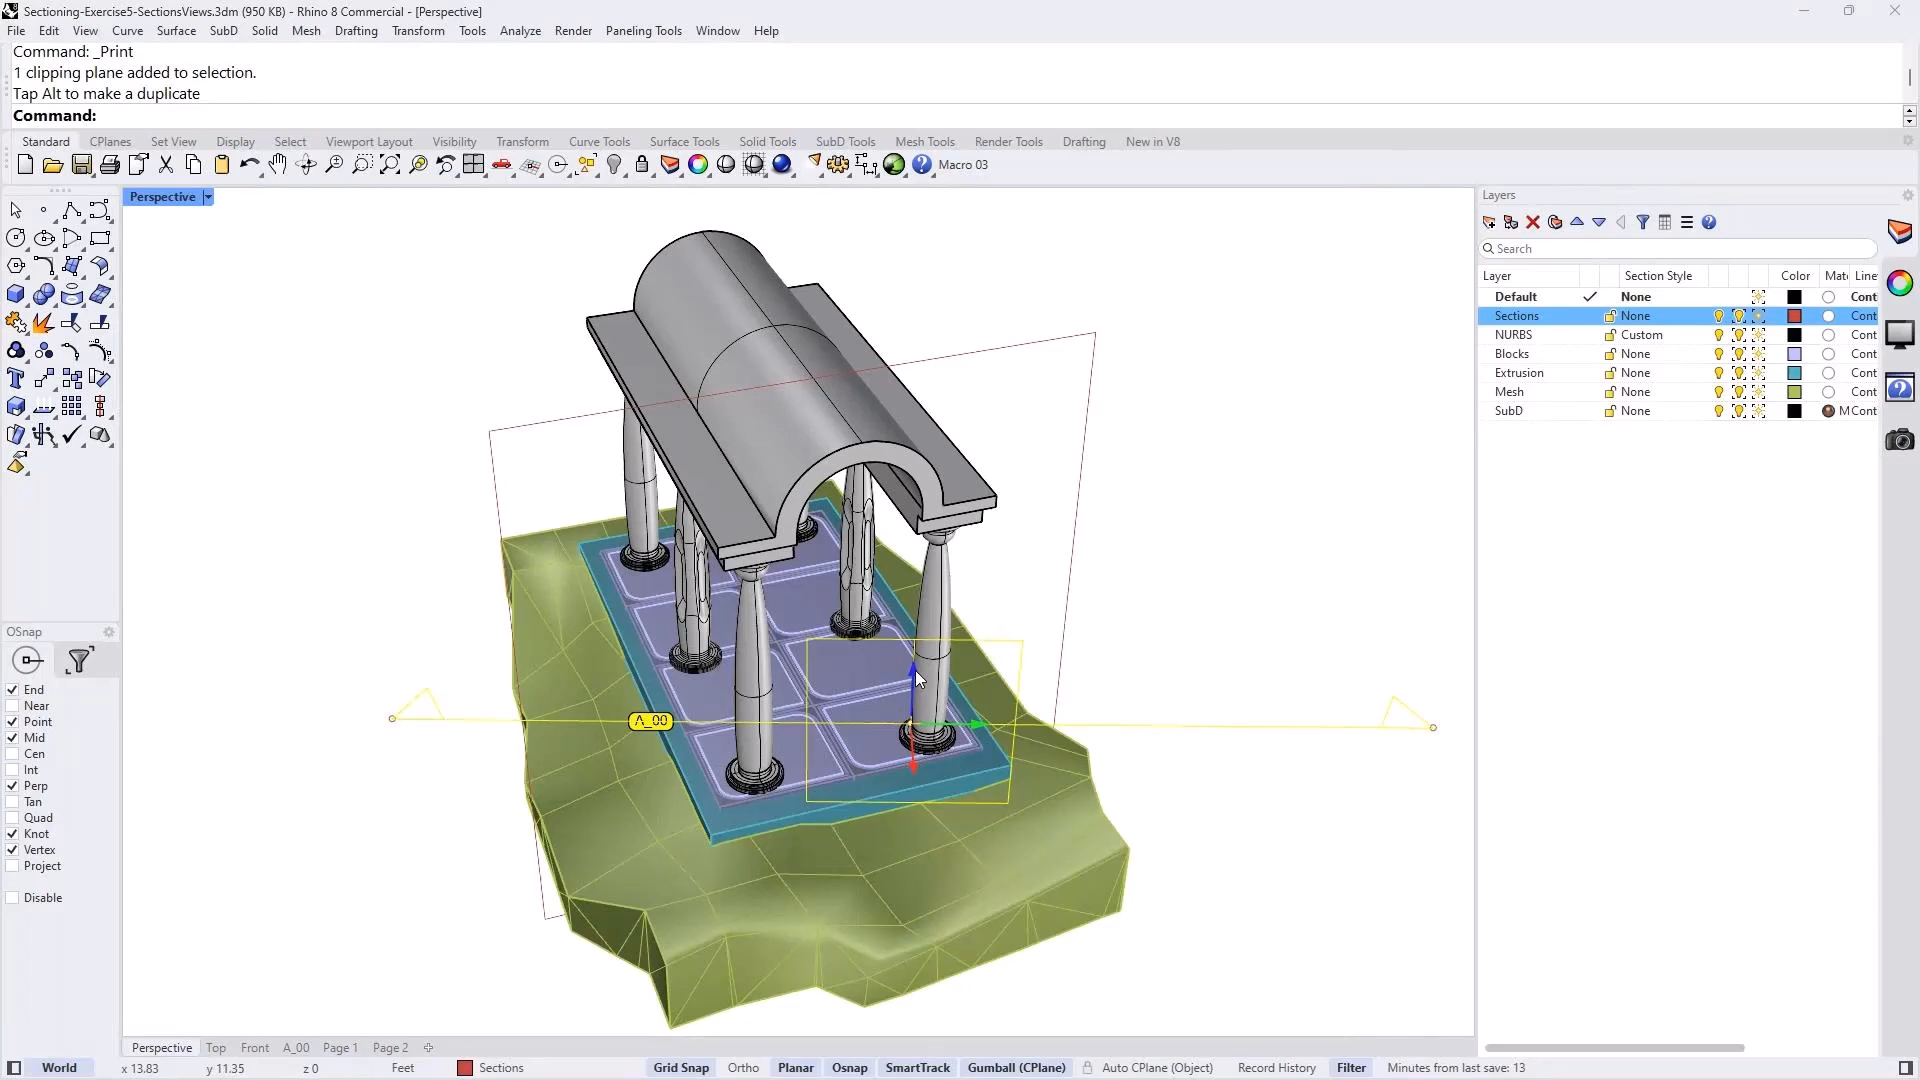 Sectioning-Exercise5-SectionsViews.3dm (950 KB) - Rhino 8 Commercial - [Perspective]
File Edit View Curve Surface SubD Solid Mesh Drafting Transform Tools Analyze Render Paneling Tools Window Help
Command: _Print
1 clipping plane added to selection.
Tap Alt to make a duplicate
Command:
Standard CPlanes Set View Display Select Viewport Layout Visibility Transform Curve Tools Surface Tools Solid Tools SubD Tools Mesh Tools Render Tools Drafting New in V8
Macro 03
Perspective
Layers
Search
Layer Section Style Color Mat Line
Default None Cont
Sections None Cont
NURBS Custom Cont
Blocks None Cont
Extrusion None Cont
Mesh None Cont
SubD None M Cont
A_00
OSnap
End
Near
Point
Mid
Cen
Int
Perp
Tan
Quad
Knot
Vertex
Project
Disable
Perspective Top Front A_00 Page 1 Page 2
World x 13.83 y 11.35 z 0 Feet Sections Grid Snap Ortho Planar Osnap SmartTrack Gumball (CPlane) Auto CPlane (Object) Record History Filter Minutes from last save: 13